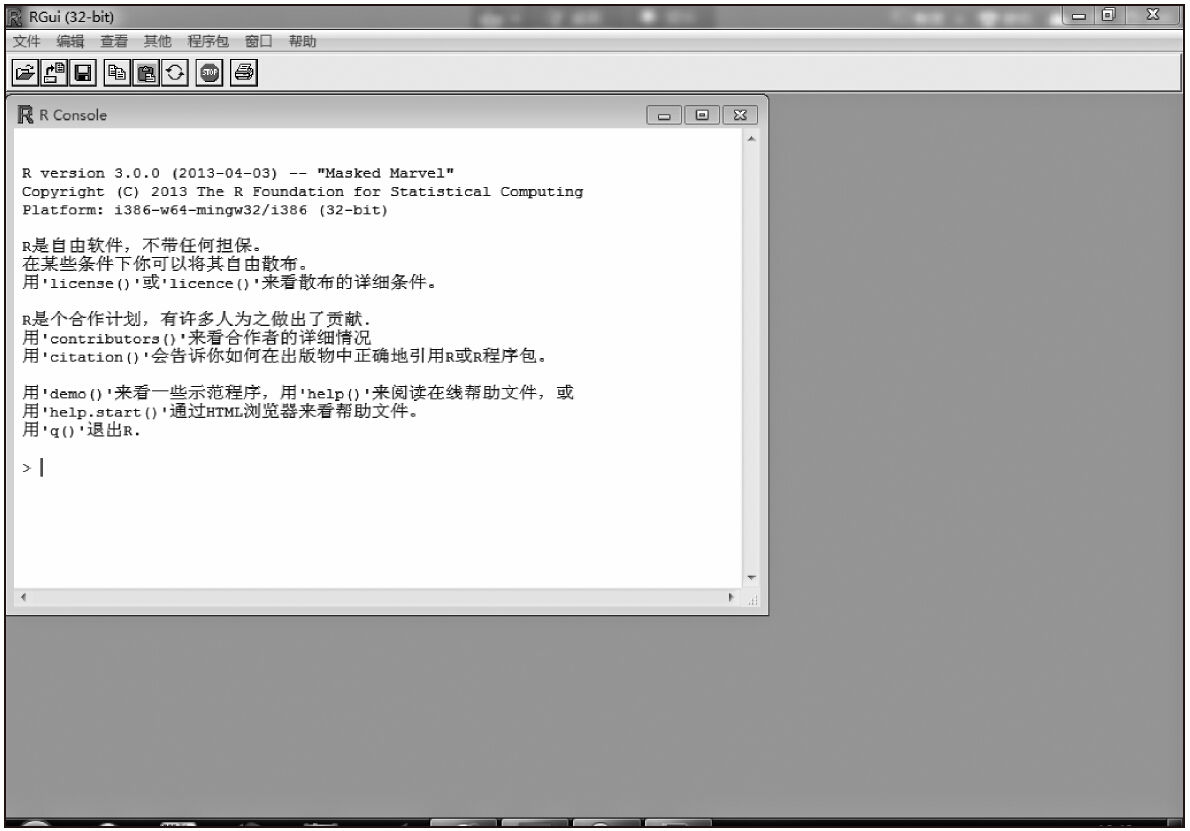 RGui (32-bit)
文件 编辑 查看 其他 程序包 窗口 帮助
STOP
R Console
R version 3.0.0 (2013-04-03) -- "Masked Marvel"
Copyright (C) 2013 The R Foundation for Statistical Computing
Platform: i386-w64-mingw32/i386 (32-bit)
R是自由软件，不带任何担保。
在某些条件下你可以将其自由散布。
用'license()'或'licence()'来看散布的详细条件。
R是个合作计划，有许多人为之做出了贡献.
用'contributors()'来看合作者的详细情况
用'citation()'会告诉你如何在出版物中正确地引用R或R程序包。
用'demo()'来看一些示范程序，用'help()'来阅读在线帮助文件，或
用'help.start()'通过HTML浏览器来看帮助文件。
用'q()'退出R.
>